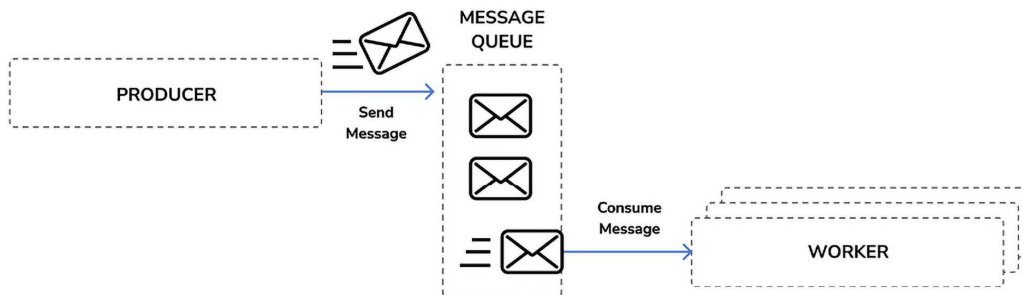 MESSAGE
QUEUE
PRODUCER
Send
Message
Consume
Message
WORKER